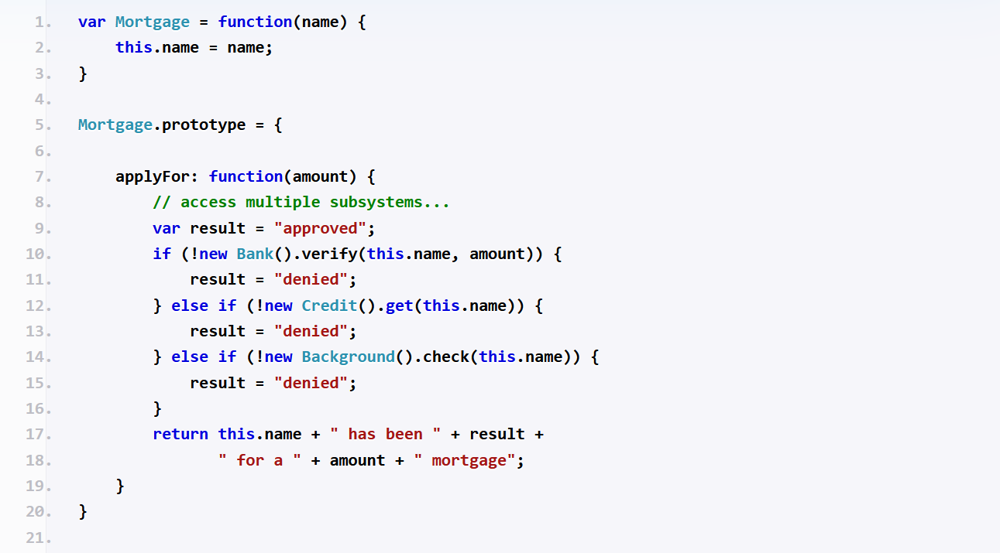 1. var Mortgage = function(name) {
2.     this.name = name;
3. }
4.
5. Mortgage.prototype = {
6.
7.     applyFor: function(amount) {
8.         // access multiple subsystems...
9.         var result = "approved";
10.         if (!new Bank().verify(this.name, amount)) {
11.             result = "denied";
12.         } else if (!new Credit().get(this.name)) {
13.             result = "denied";
14.         } else if (!new Background().check(this.name)) {
15.             result = "denied";
16.         }
17.         return this.name + " has been " + result +
18.                " for a " + amount + " mortgage";
19.     }
20. }
21.